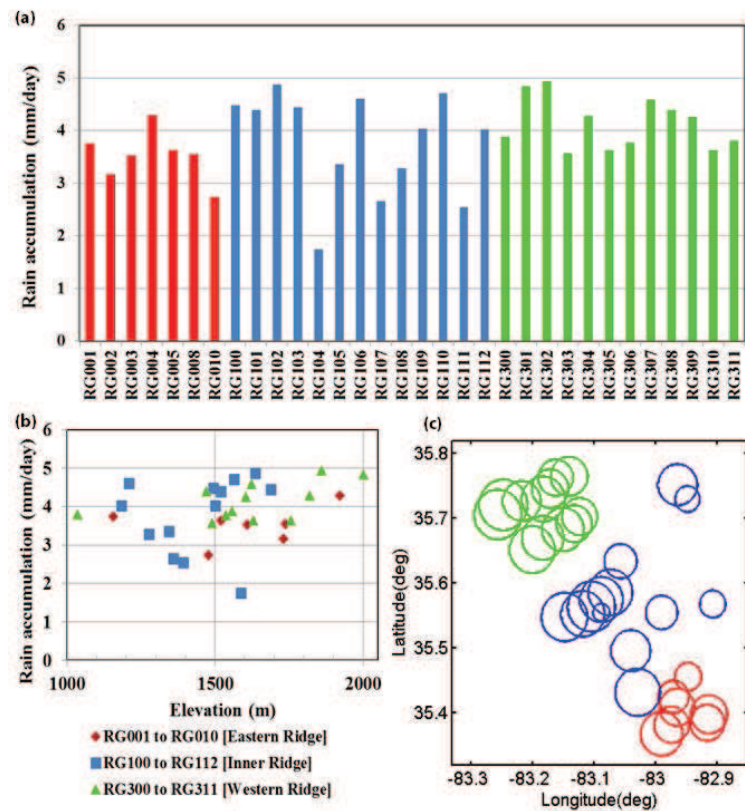 (a)
Rain accumulation (mm/day)
6
5
4
3
2
1
0
RG001
RG002
RG003
RG004
RG005
RG008
RG010
RG100
RG101
RG102
RG103
RG104
RG105
RG106
RG107
RG108
RG109
RG110
RG111
RG112
RG300
RG301
RG302
RG303
RG304
RG305
RG306
RG307
RG308
RG309
RG310
RG311
(b)
Rain accumulation (mm/day)
6
5
4
3
2
1
0
1000 1500 2000
Elevation (m)
RG001 to RG010 [Eastern Ridge]
RG100 to RG112 [Inner Ridge]
RG300 to RG311 [Western Ridge]
(c)
Latitude(deg)
35.8
35.7
35.6
35.5
35.4
-83.3 -83.2 -83.1 -83 -82.9
Longitude(deg)